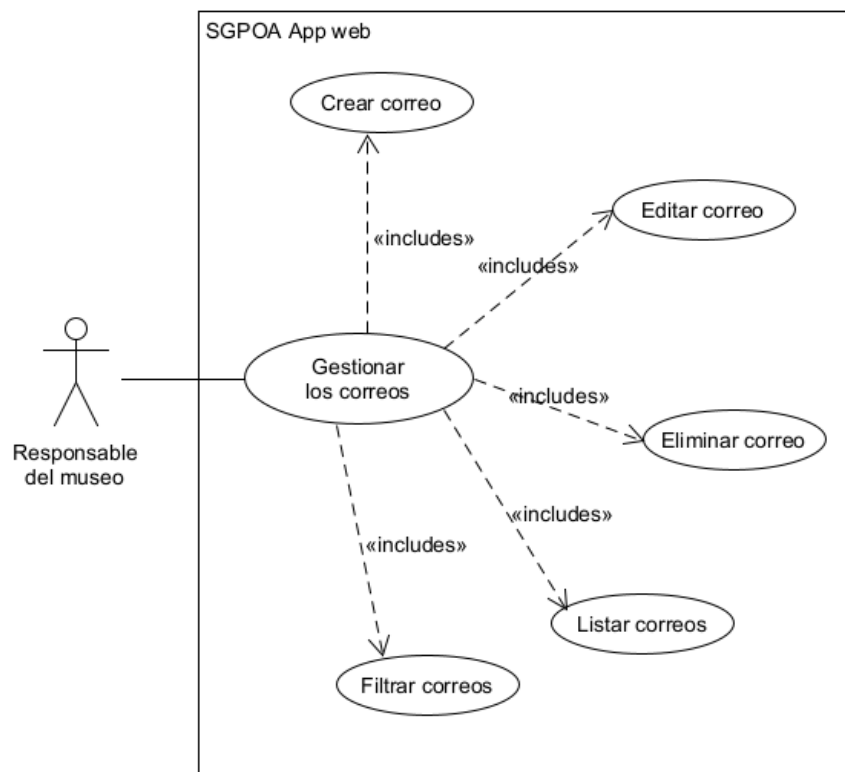 SGPOA App web
Crear correo
Editar correo
«includes»
«includes»
Gestionar
los correos
«includes»
Eliminar correo
Responsable
del museo
«includes»
«includes»
Listar correos
Filtrar correos